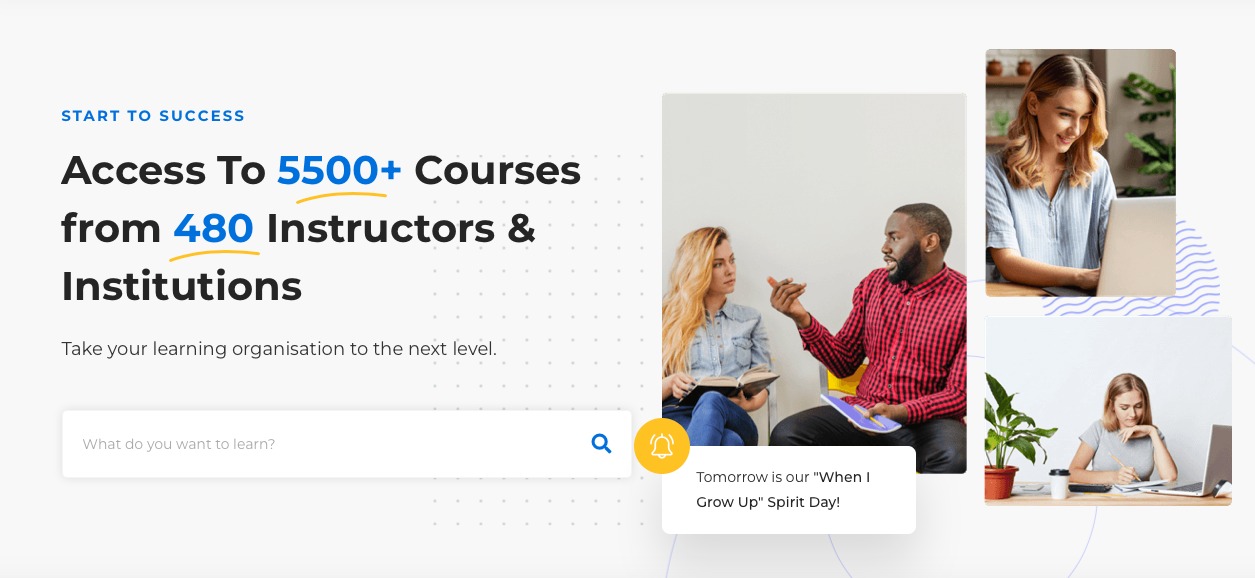 START TO SUCCESS
Access To 5500+ Courses
from 480 Instructors &
Institutions
Take your learning organisation to the next level.
What do you want to learn?
Tomorrow is our "When I
Grow Up" Spirit Day!